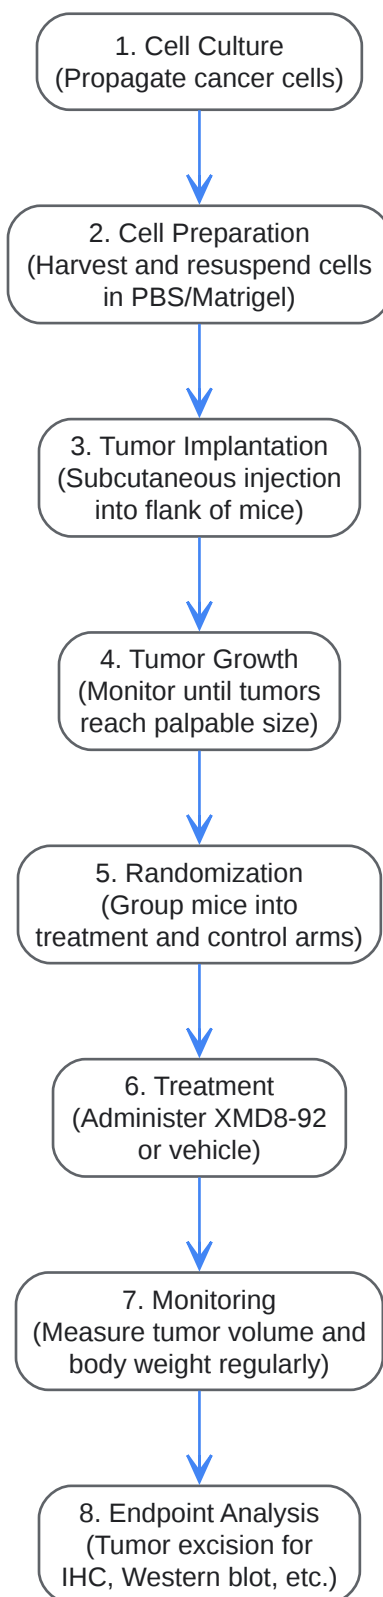 1. Cell Culture
(Propagate cancer cells)
2. Cell Preparation
(Harvest and resuspend cells
in PBS/Matrigel)
3. Tumor Implantation
(Subcutaneous injection
into flank of mice)
4. Tumor Growth
(Monitor until tumors
reach palpable size)
5. Randomization
(Group mice into
treatment and control arms)
6. Treatment
(Administer XMD8-92
or vehicle)
7. Monitoring
(Measure tumor volume and
body weight regularly)
8. Endpoint Analysis
(Tumor excision for
IHC, Western blot, etc.)